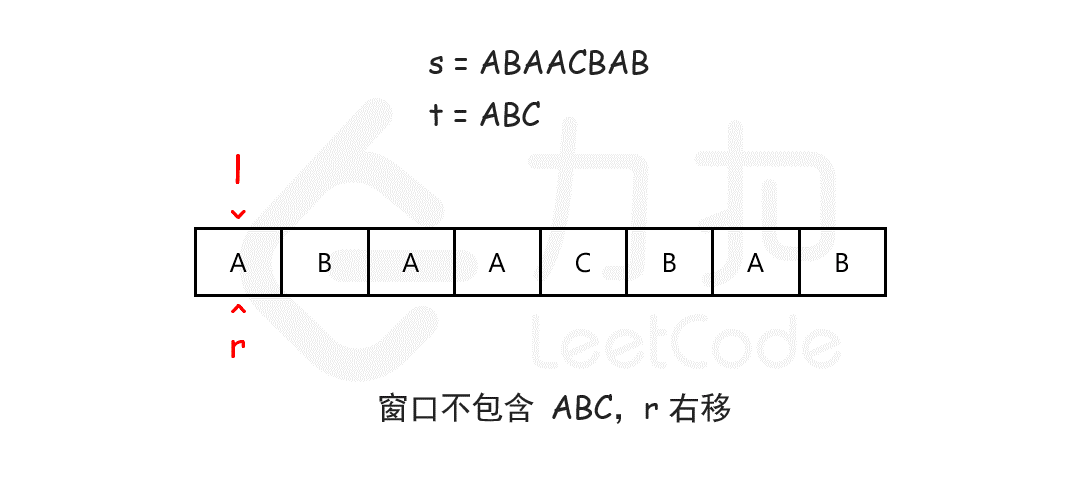 s = ABAACBAB
t = ABC
l
A B A A C B A B
r
力扣
LeetCode
窗口不包含 ABC，r 右移